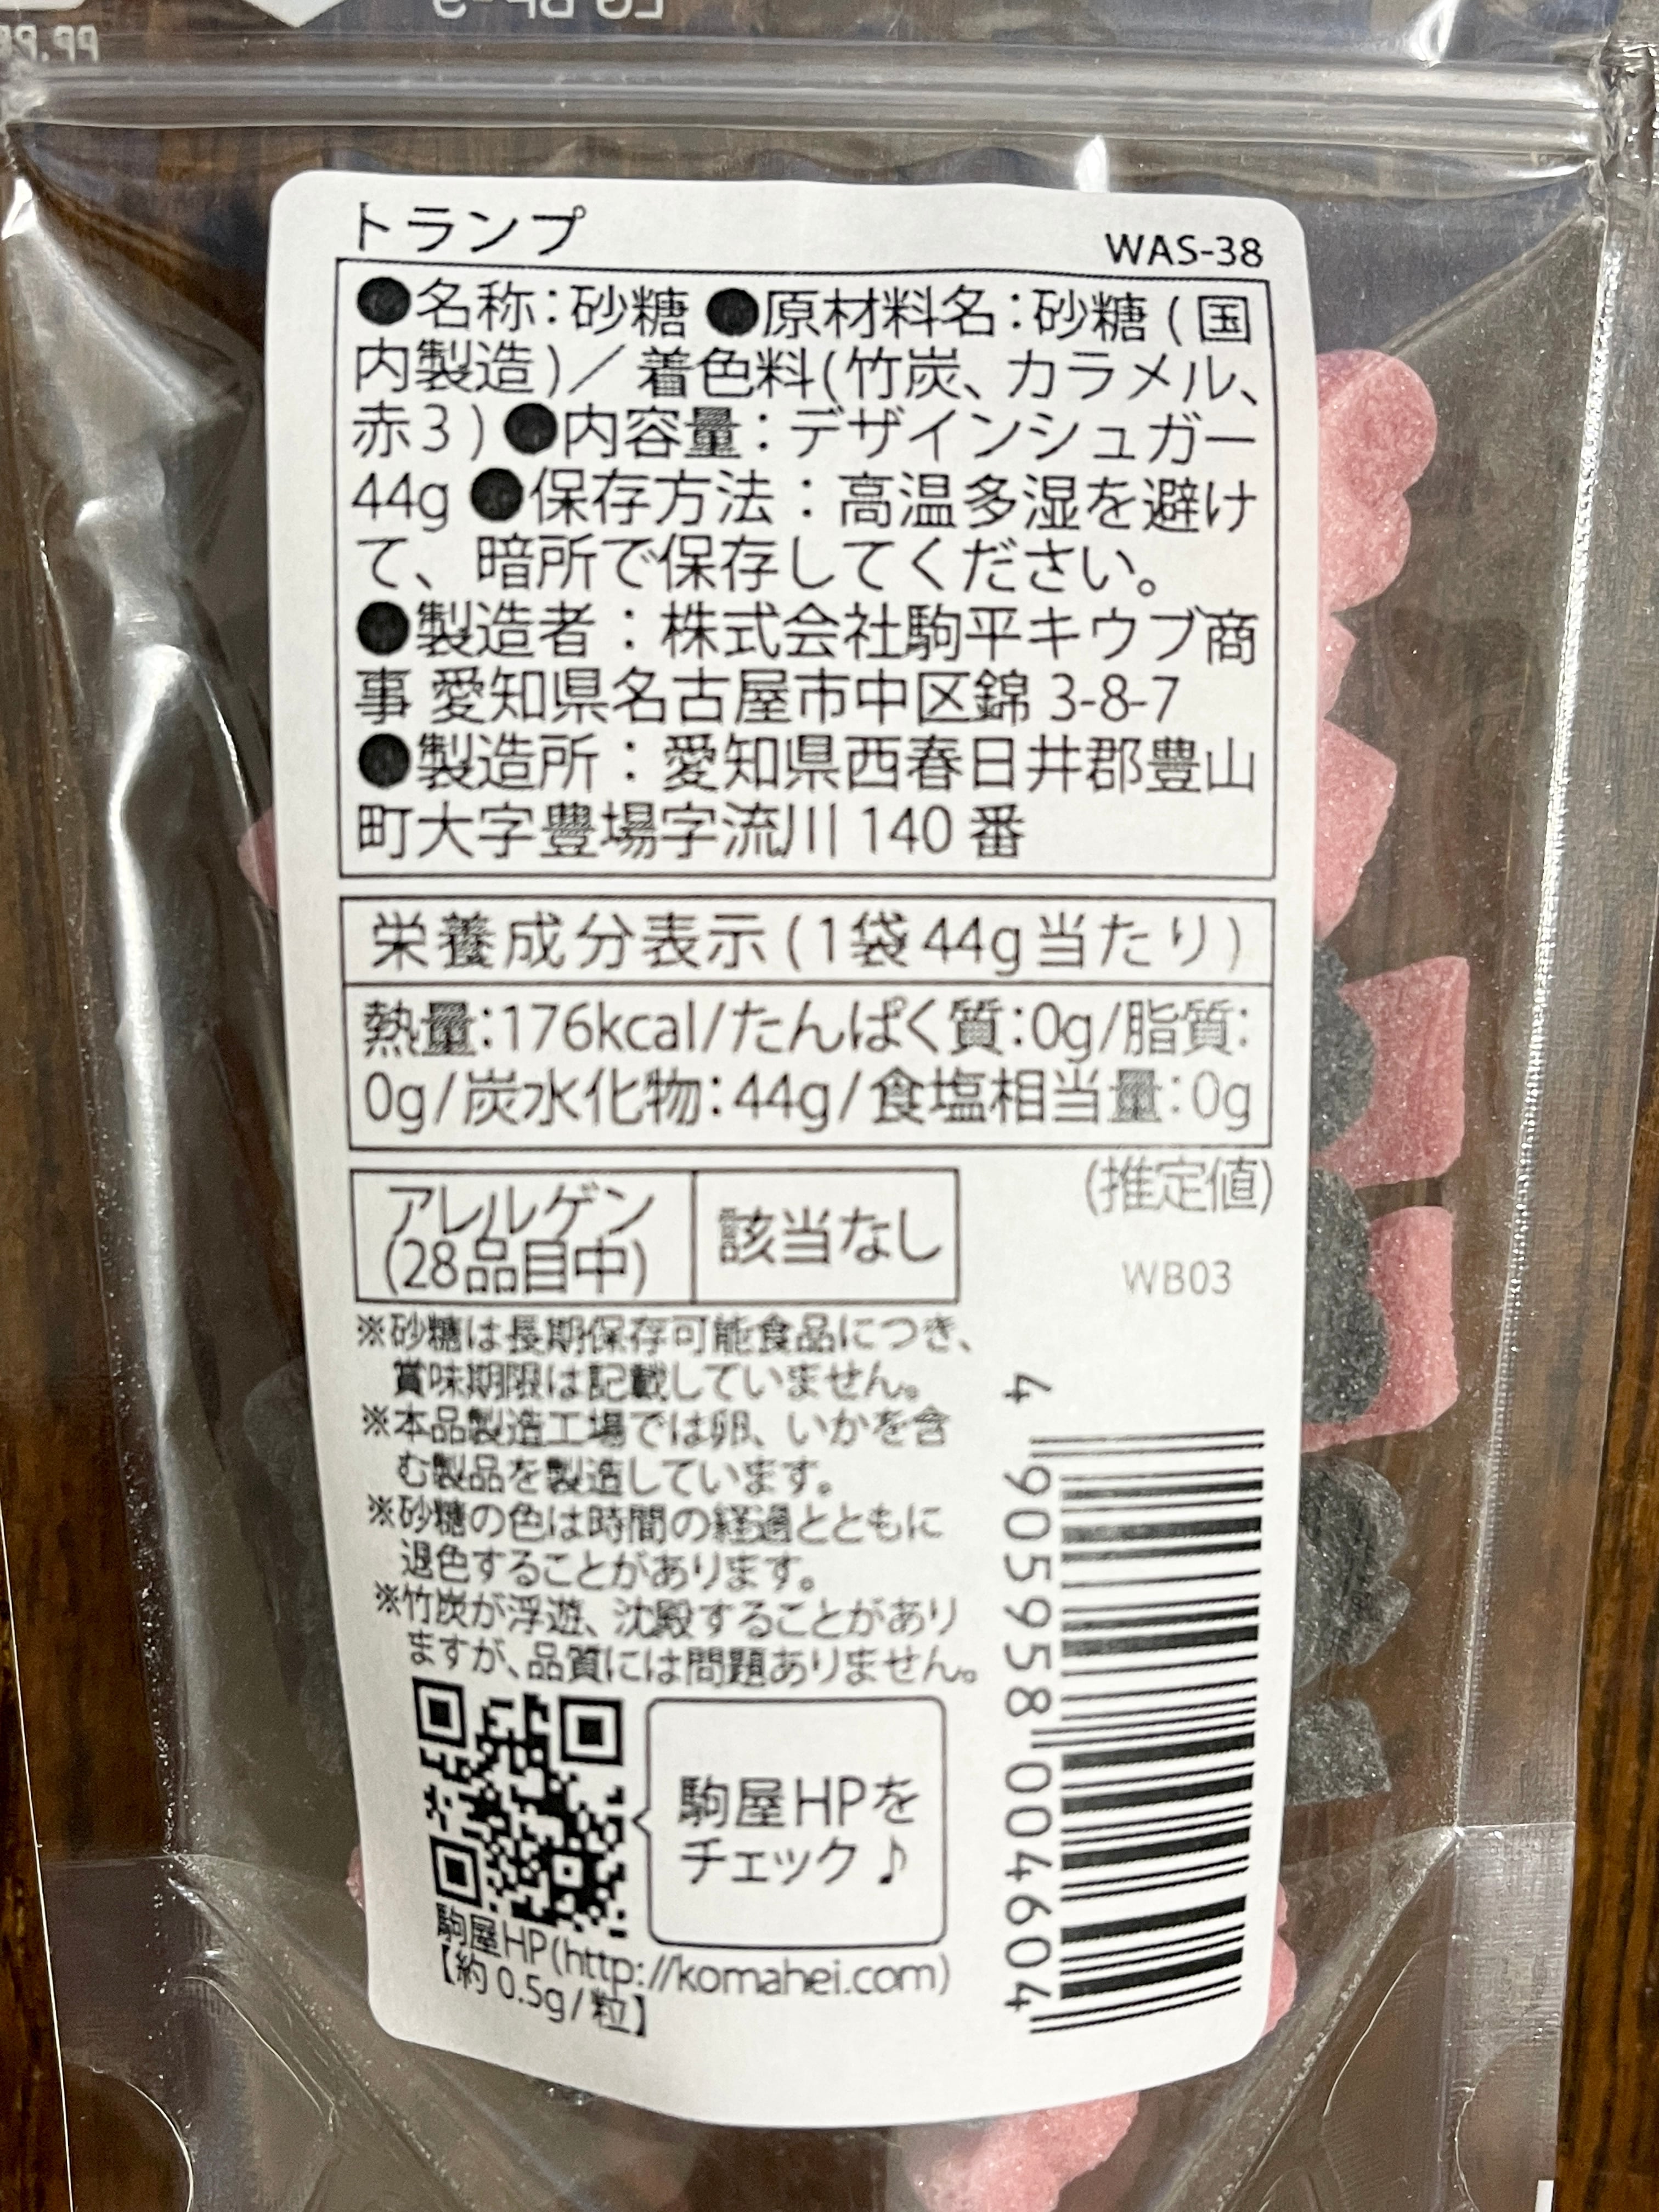 トランプ
WAS-38
●名称：砂糖 ●原材料名：砂糖（国
内製造）／着色料(竹炭、カラメル、
赤3）●内容量：デザインシュガー
44g ●保存方法：高温多湿を避け
て、暗所で保存してください。
●製造者：株式会社駒平キウブ商
事 愛知県名古屋市中区錦 3-8-7
●製造所：愛知県西春日井郡豊山
町大字豊場字流川 140 番
栄養成分表示(1袋44g当たり)
熱量:176kcal/たんぱく質:0g/脂質:
0g/炭水化物:44g/食塩相当量:0g
(推定値)
アレルゲン
(28品目中)
該当なし
WB03
※砂糖は長期保存可能食品につき、
賞味期限は記載していません。
※本品製造工場では卵、いかを含
む製品を製造しています。
※砂糖の色は時間の経過とともに
退色することがあります。
※竹炭が浮遊、沈殿することがあり
ますが、品質には問題ありません。
駒屋HPを
チェック♪
駒屋HP(http://komahei.com)
【約 0.5g/粒】
4 905958 004604